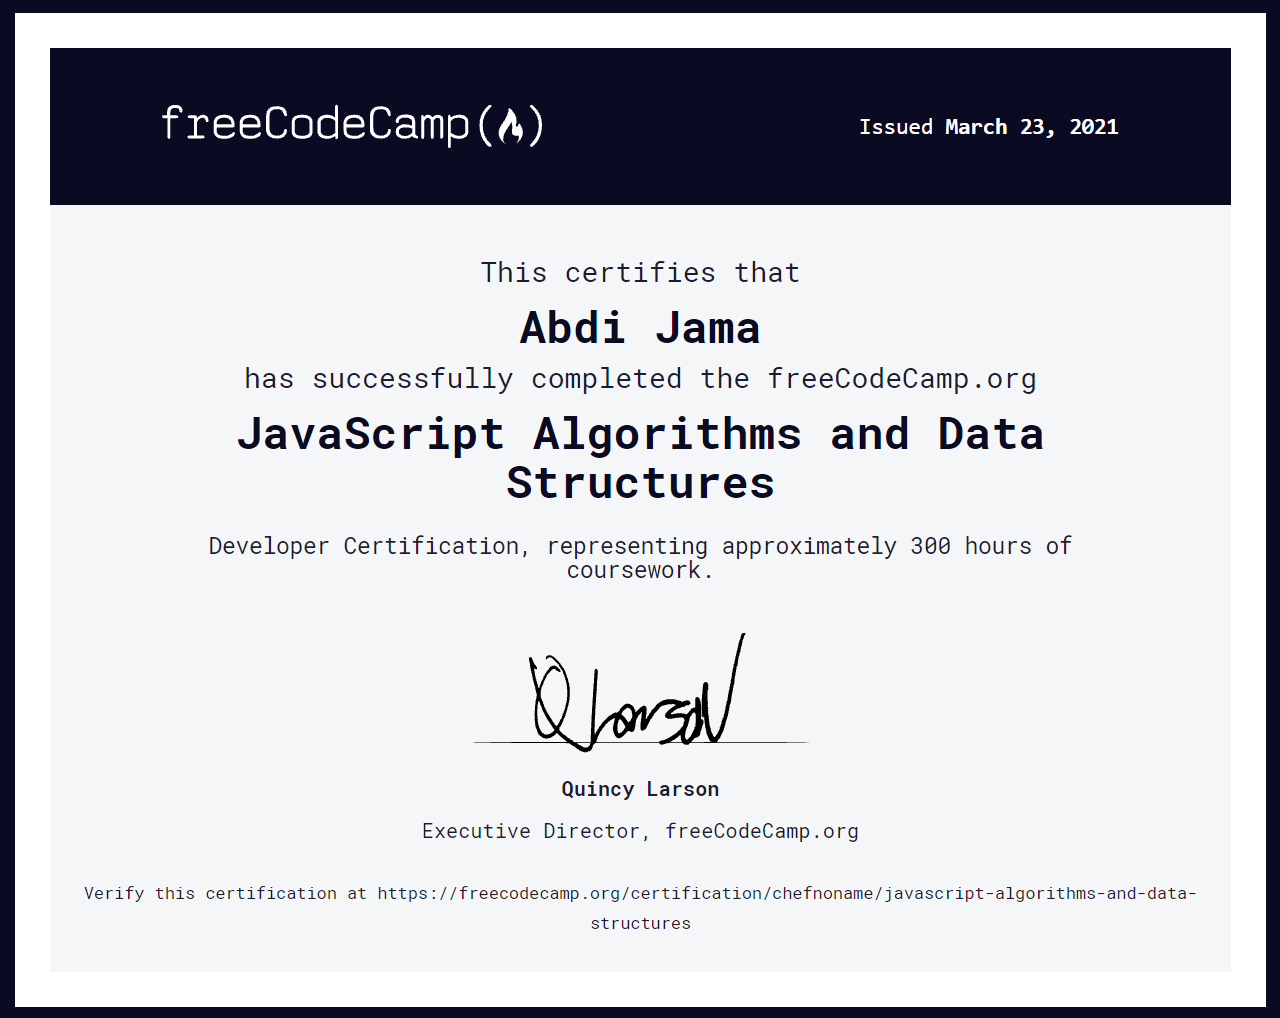 freeCodeCamp()
Issued March 23, 2021
This certifies that
Abdi Jama
has successfully completed the freeCodeCamp.org
JavaScript Algorithms and Data
Structures
Developer Certification, representing approximately 300 hours of
coursework.
Q Larson
Quincy Larson
Executive Director, freeCodeCamp.org
Verify this certification at https://freecodecamp.org/certification/chefnoname/javascript-algorithms-and-data-
structures